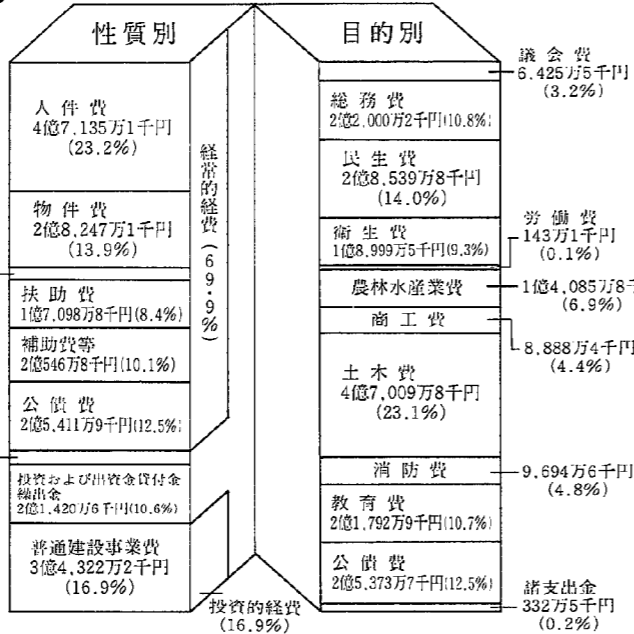 性質別
人件費
4億7,135万1千円
(23.2%)
物件費
2億8,247万1千円
(13.9%)
扶助費
1億7,098万8千円(8.4%)
補助費等
2億546万8千円(10.1%)
公債費
2億5,411万9千円(12.5%)
投資および出資金貸付金
繰出金
2億1,420万6千円(10.6%)
普通建設事業費
3億4,322万2千円
(16.9%)
経常的経費(69.9%)
投資的経費
(16.9%)
目的別
議会費
6,425万5千円
(3.2%)
総務費
2億2,000万2千円(10.8%)
民生費
2億8,539万8千円
(14.0%)
衛生費
1億8,999万5千円(9.3%)
労働費
143万1千円
(0.1%)
農林水産業費
1億4,085万8千
(6.9%)
商工費
8,888万4千円
(4.4%)
土木費
4億7,009万8千円
(23.1%)
消防費
9,694万6千円
(4.8%)
教育費
2億1,792万9千円(10.7%)
公債費
2億5,373万7千円(12.5%)
諸支出金
332万5千円
(0.2%)